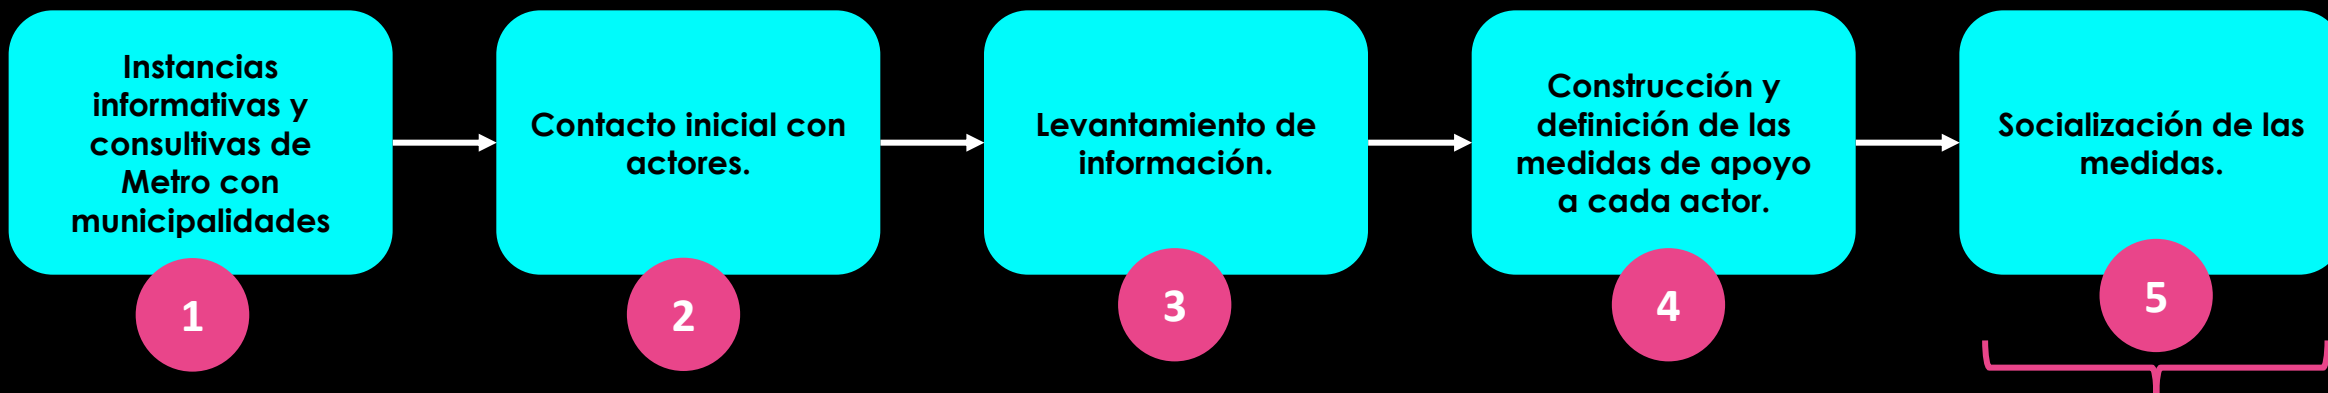 Instancias
informativas y
consultivas de
Metro con
municipalidades
1
Contacto inicial con
actores.
2
Levantamiento de
información.
3
Construcción y
definición de las
medidas de apoyo
a cada actor.
4
Socialización de las
medidas.
5